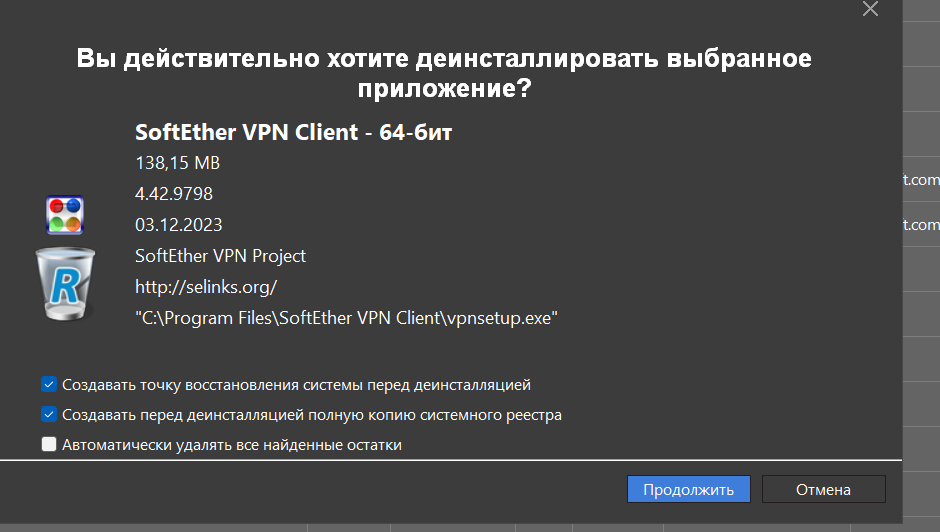 Вы действительно хотите деинсталлировать выбранное
приложение?
SoftEther VPN Client - 64-бит
138,15 MB
4.42.9798
03.12.2023
SoftEther VPN Project
http://selinks.org/
"C:\Program Files\SoftEther VPN Client\vpnsetup.exe"
t.com
t.com
R
Создавать точку восстановления системы перед деинсталляцией
Создавать перед деинсталляцией полную копию системного реестра
Автоматически удалять все найденные остатки
Продолжить
Отмена